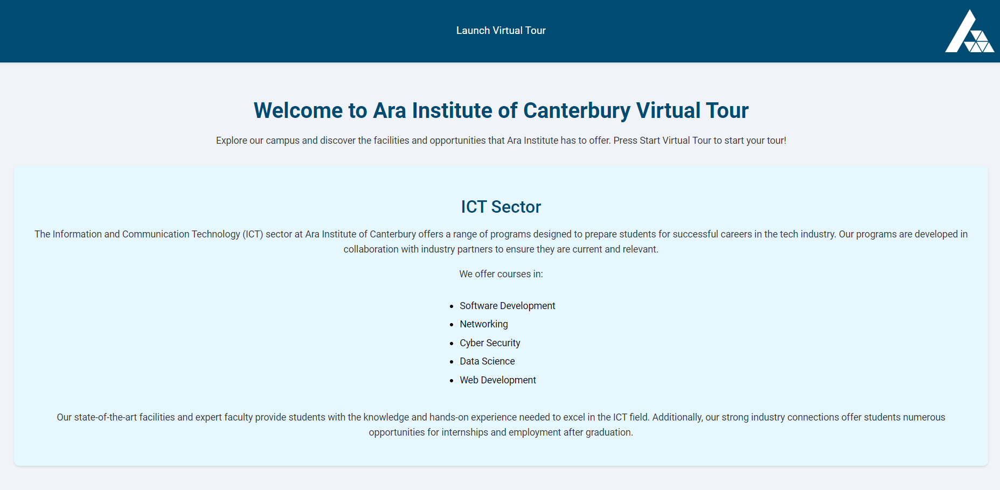 Launch Virtual Tour
Welcome to Ara Institute of Canterbury Virtual Tour
Explore our campus and discover the facilities and opportunities that Ara Institute has to offer. Press Start Virtual Tour to start your tour!
ICT Sector
The Information and Communication Technology (ICT) sector at Ara Institute of Canterbury offers a range of programs designed to prepare students for successful careers in the tech industry. Our programs are developed in
collaboration with industry partners to ensure they are current and relevant.
We offer courses in:
• Software Development
• Networking
• Cyber Security
• Data Science
• Web Development
Our state-of-the-art facilities and expert faculty provide students with the knowledge and hands-on experience needed to excel in the ICT field. Additionally, our strong industry connections offer students numerous
opportunities for internships and employment after graduation.